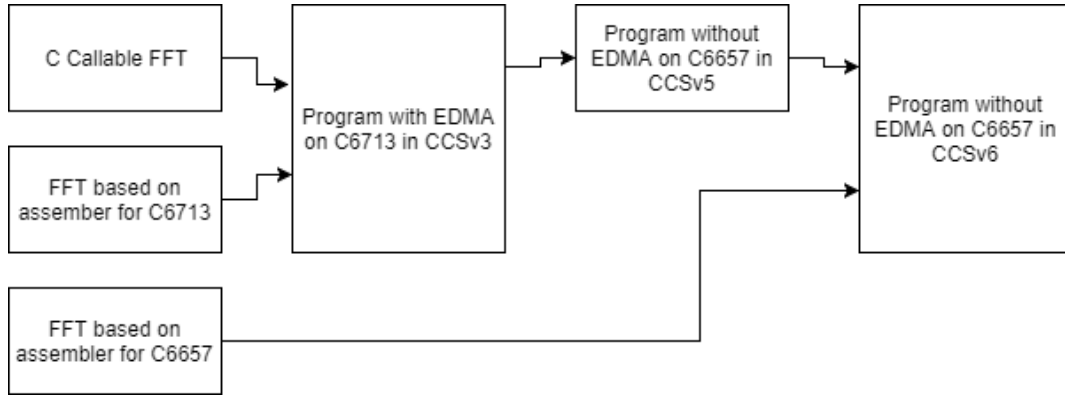 C Callable FFT
FFT based on
assember for C6713
FFT based on
assembler for C6657
Program with EDMA
on C6713 in CCSv3
Program without
EDMA on C6657 in
CCSv5
Program without
EDMA on C6657 in
CCSv6